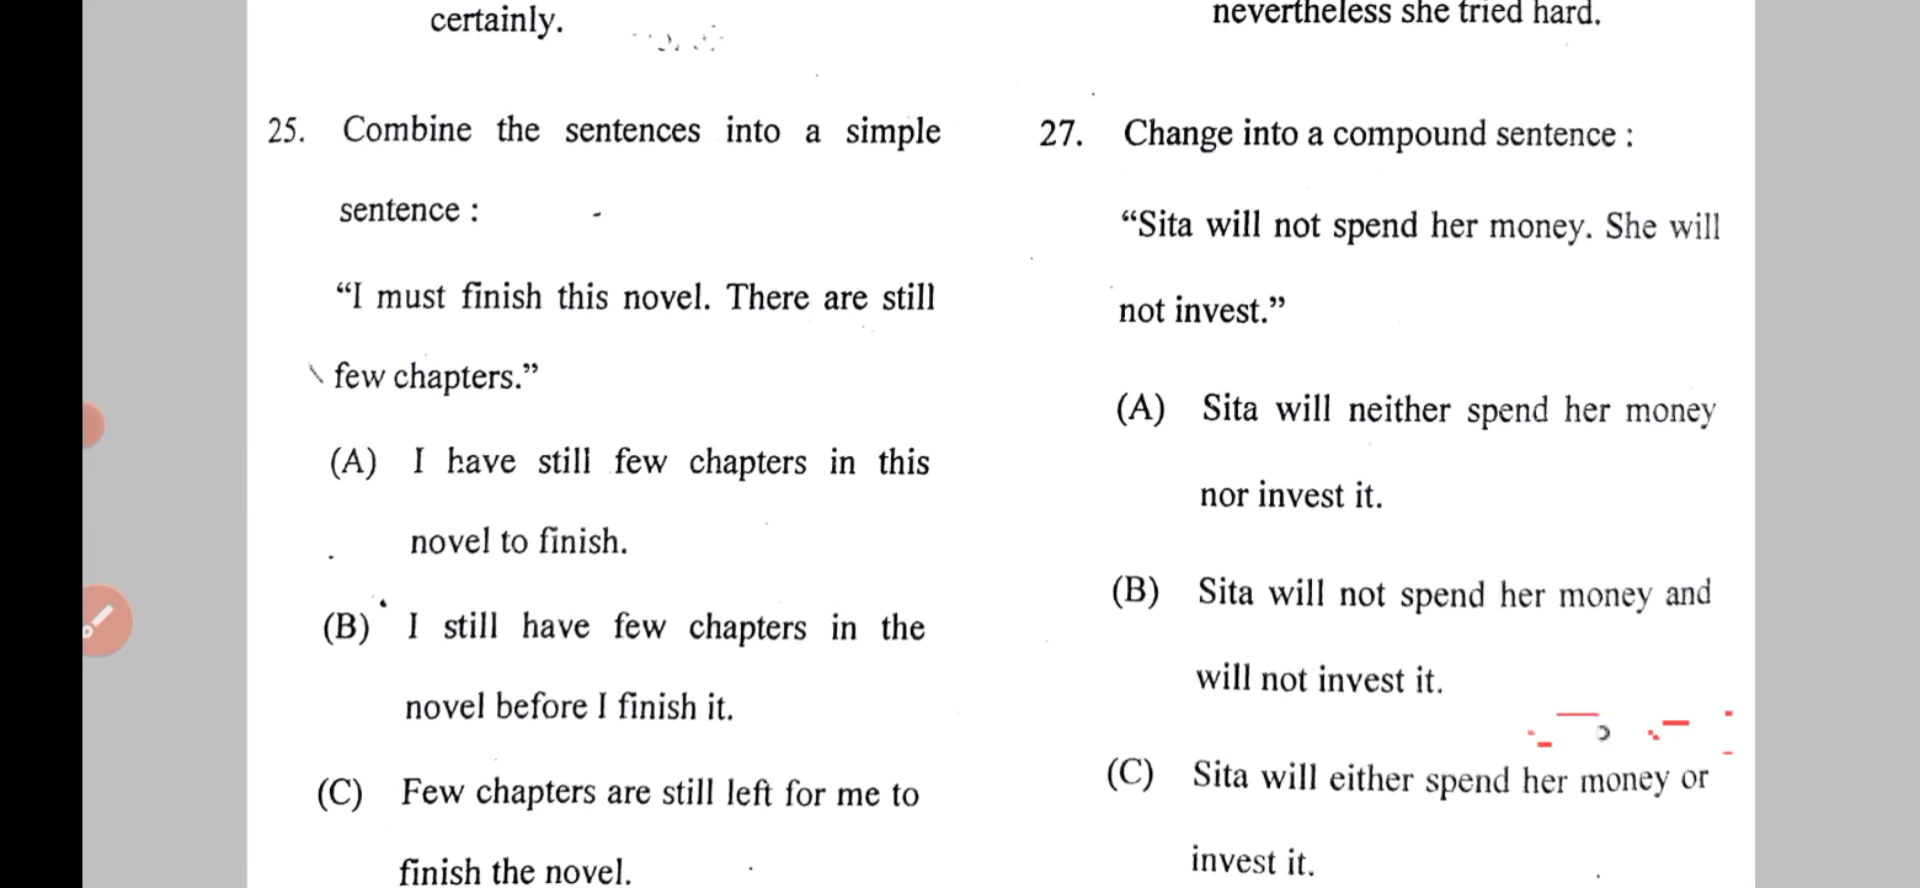 certainly.
25. Combine the sentences into a simple
sentence :
“I must finish this novel. There are still
few chapters.”
(A) I have still few chapters in this
novel to finish.
(B) I still have few chapters in the
novel before I finish it.
(C) Few chapters are still left for me to
finish the novel.
nevertheless she tried hard.
27. Change into a compound sentence :
“Sita will not spend her money. She will
not invest.”
(A) Sita will neither spend her money
nor invest it.
(B) Sita will not spend her money and
will not invest it.
(C) Sita will either spend her money or
invest it.